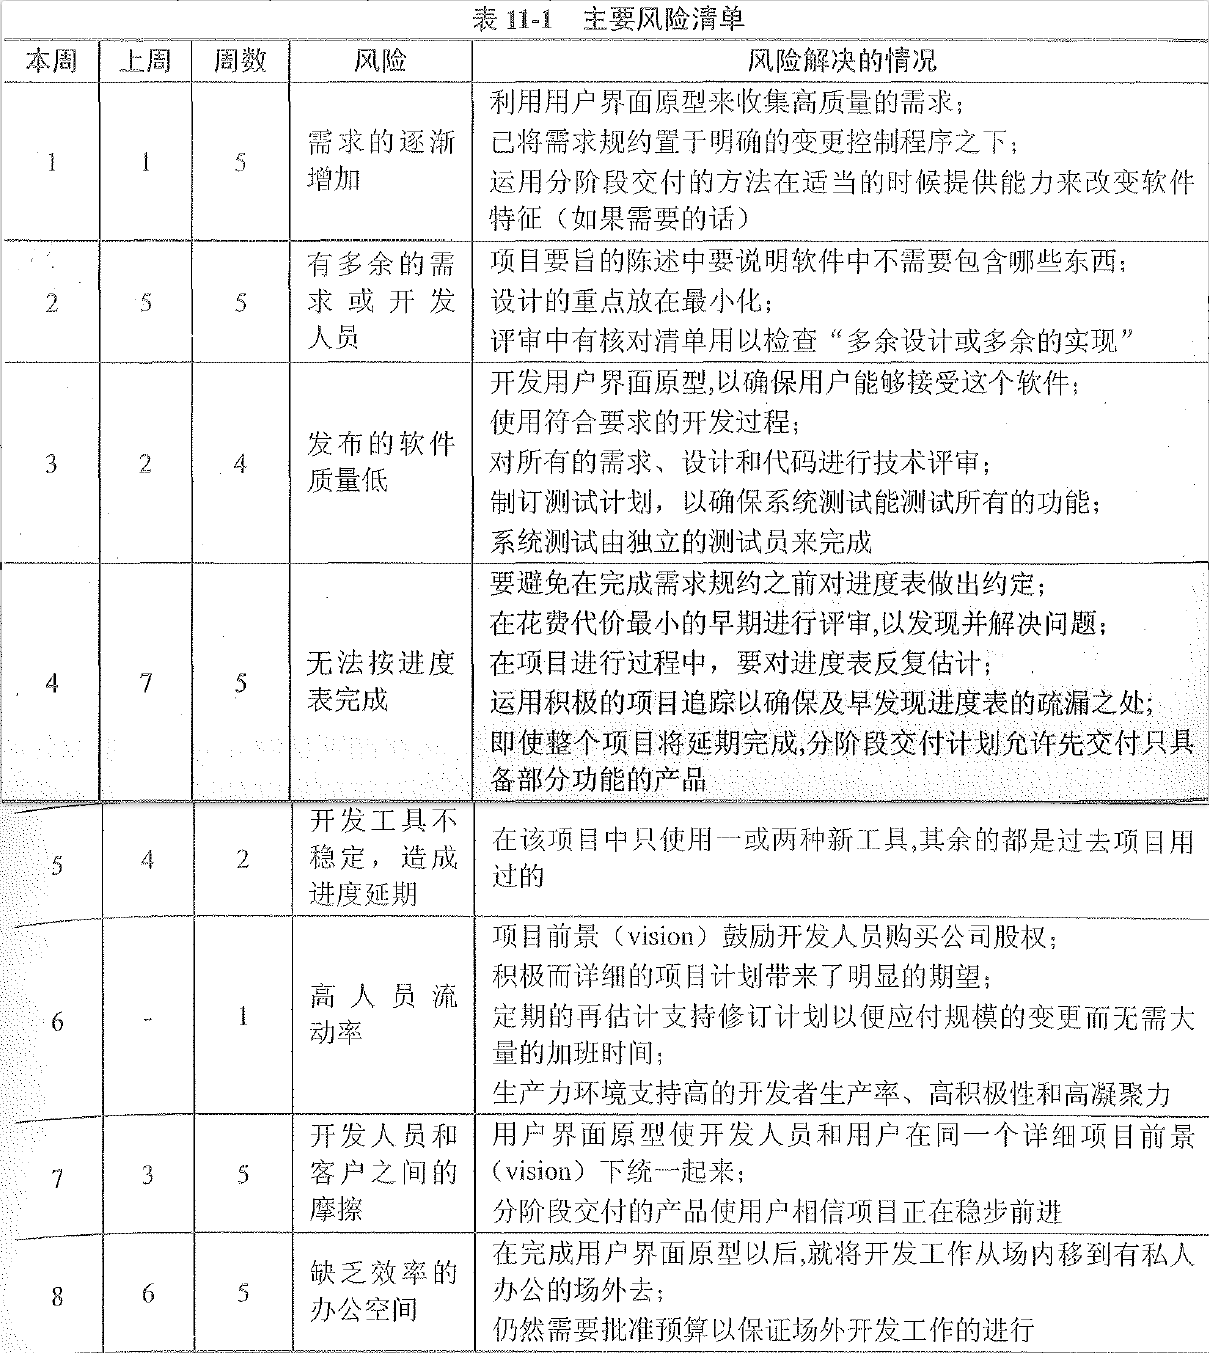 表 11-1 主要风险清单
本周 上周 周数 风险 风险解决的情况
1 1 5
需求的逐渐
增加
利用用户界面原型来收集高质量的需求；
已将需求规约置于明确的变更控制程序之下；
运用分阶段交付的方法在适当的时候提供能力来改变软件
特征（如果需要的话）
2 5 5
有多余的需
求或开发
人员
项目要旨的陈述中要说明软件中不需要包含哪些东西；
设计的重点放在最小化；
评审中有核对清单用以检查“多余设计或多余的实现”
3 2 4
发布的软件
质量低
开发用户界面原型,以确保用户能够接受这个软件；
使用符合要求的开发过程；
对所有的需求、设计和代码进行技术评审；
制订测试计划，以确保系统测试能测试所有的功能；
系统测试由独立的测试员来完成
4 7 5
无法按进度
表完成
要避免在完成需求规约之前对进度表做出约定；
在花费代价最小的早期进行评审,以发现并解决问题；
在项目进行过程中，要对进度表反复估计；
运用积极的项目追踪以确保及早发现进度表的疏漏之处;
即使整个项目将延期完成,分阶段交付计划允许先交付只具
备部分功能的产品
5 4 2
开发工具不
稳定，造成
进度延期
在该项目中只使用一或两种新工具,其余的都是过去项目用
过的
6 - 1
高人员流
动率
项目前景（vision）鼓励开发人员购买公司股权；
积极而详细的项目计划带来了明显的期望；
定期的再估计支持修订计划以便应付规模的变更而无需大
量的加班时间；
生产力环境支持高的开发者生产率、高积极性和高凝聚力
7 3 5
开发人员和
客户之间的
摩擦
用户界面原型使开发人员和用户在同一个详细项目前景
（vision）下统一起来；
分阶段交付的产品使用户相信项目正在稳步前进
8 6 5
缺乏效率的
办公空间
在完成用户界面原型以后,就将开发工作从场内移到有私人
办公的场外去；
仍然需要批准预算以保证场外开发工作的进行